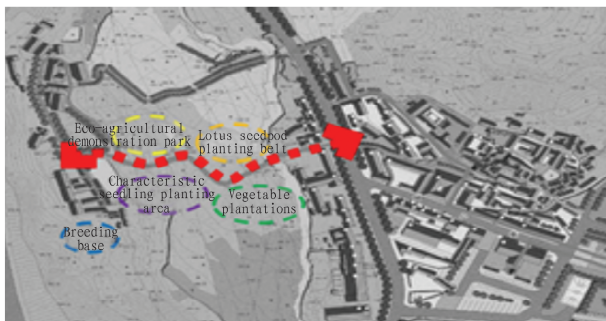 Eco-agricultural
demonstration park
Lotus seedpod
planting belt
Characteristic
seedling planting
area
Vegetable
plantations
Breeding
base